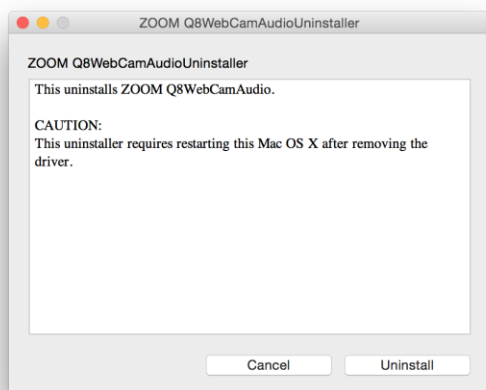 ZOOM Q8WebCamAudioUninstaller
ZOOM Q8WebCamAudioUninstaller
This uninstalls ZOOM Q8WebCamAudio.
CAUTION:
This uninstaller requires restarting this Mac OS X after removing the
driver.
Cancel
Uninstall